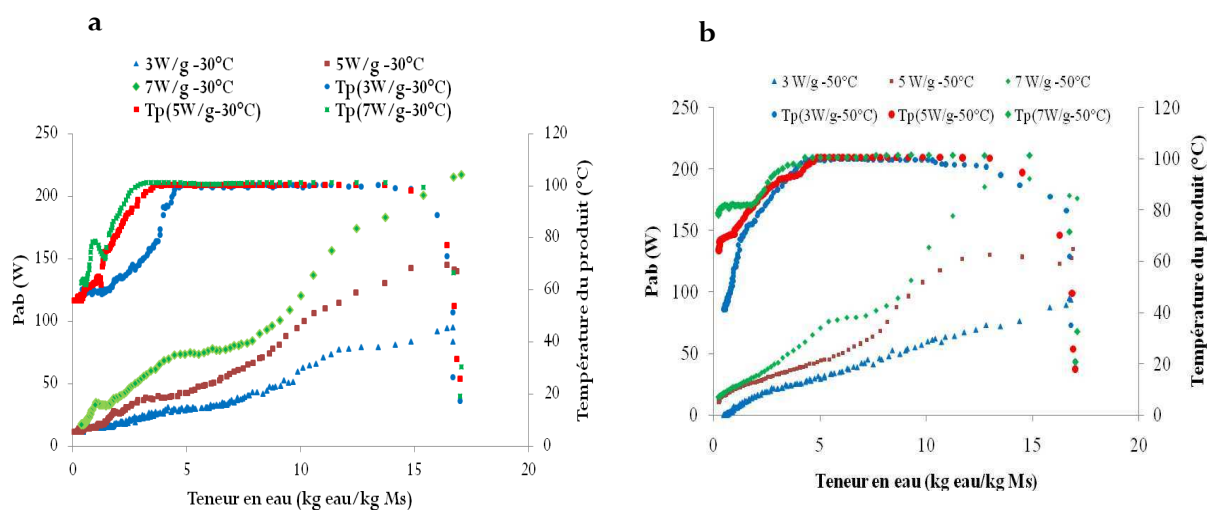 a
3W/g -30°C
5W/g -30°C
7W/g-30°C
Tp(3W/g-30°C)
Tp(5W/g-30°C)
Tp(7W/g-30°C)
250
200
150
100
50
0
Pab (W)
120
100
80
60
40
20
0
Température du produit (°C)
0 5 10 15 20
Teneur en eau (kg eau/kg Ms)
b
3 W/g -50°C
5 W/g -50°C
7 W/g -50°C
Tp(3W/g-50°C)
Tp(5W/g-50°C)
Tp(7W/g-50°C)
250
200
150
100
50
0
Pab (W)
120
100
80
60
40
20
0
Température du produit (°C)
0 5 10 15 20
Teneur en eau (kg eau/kg Ms)